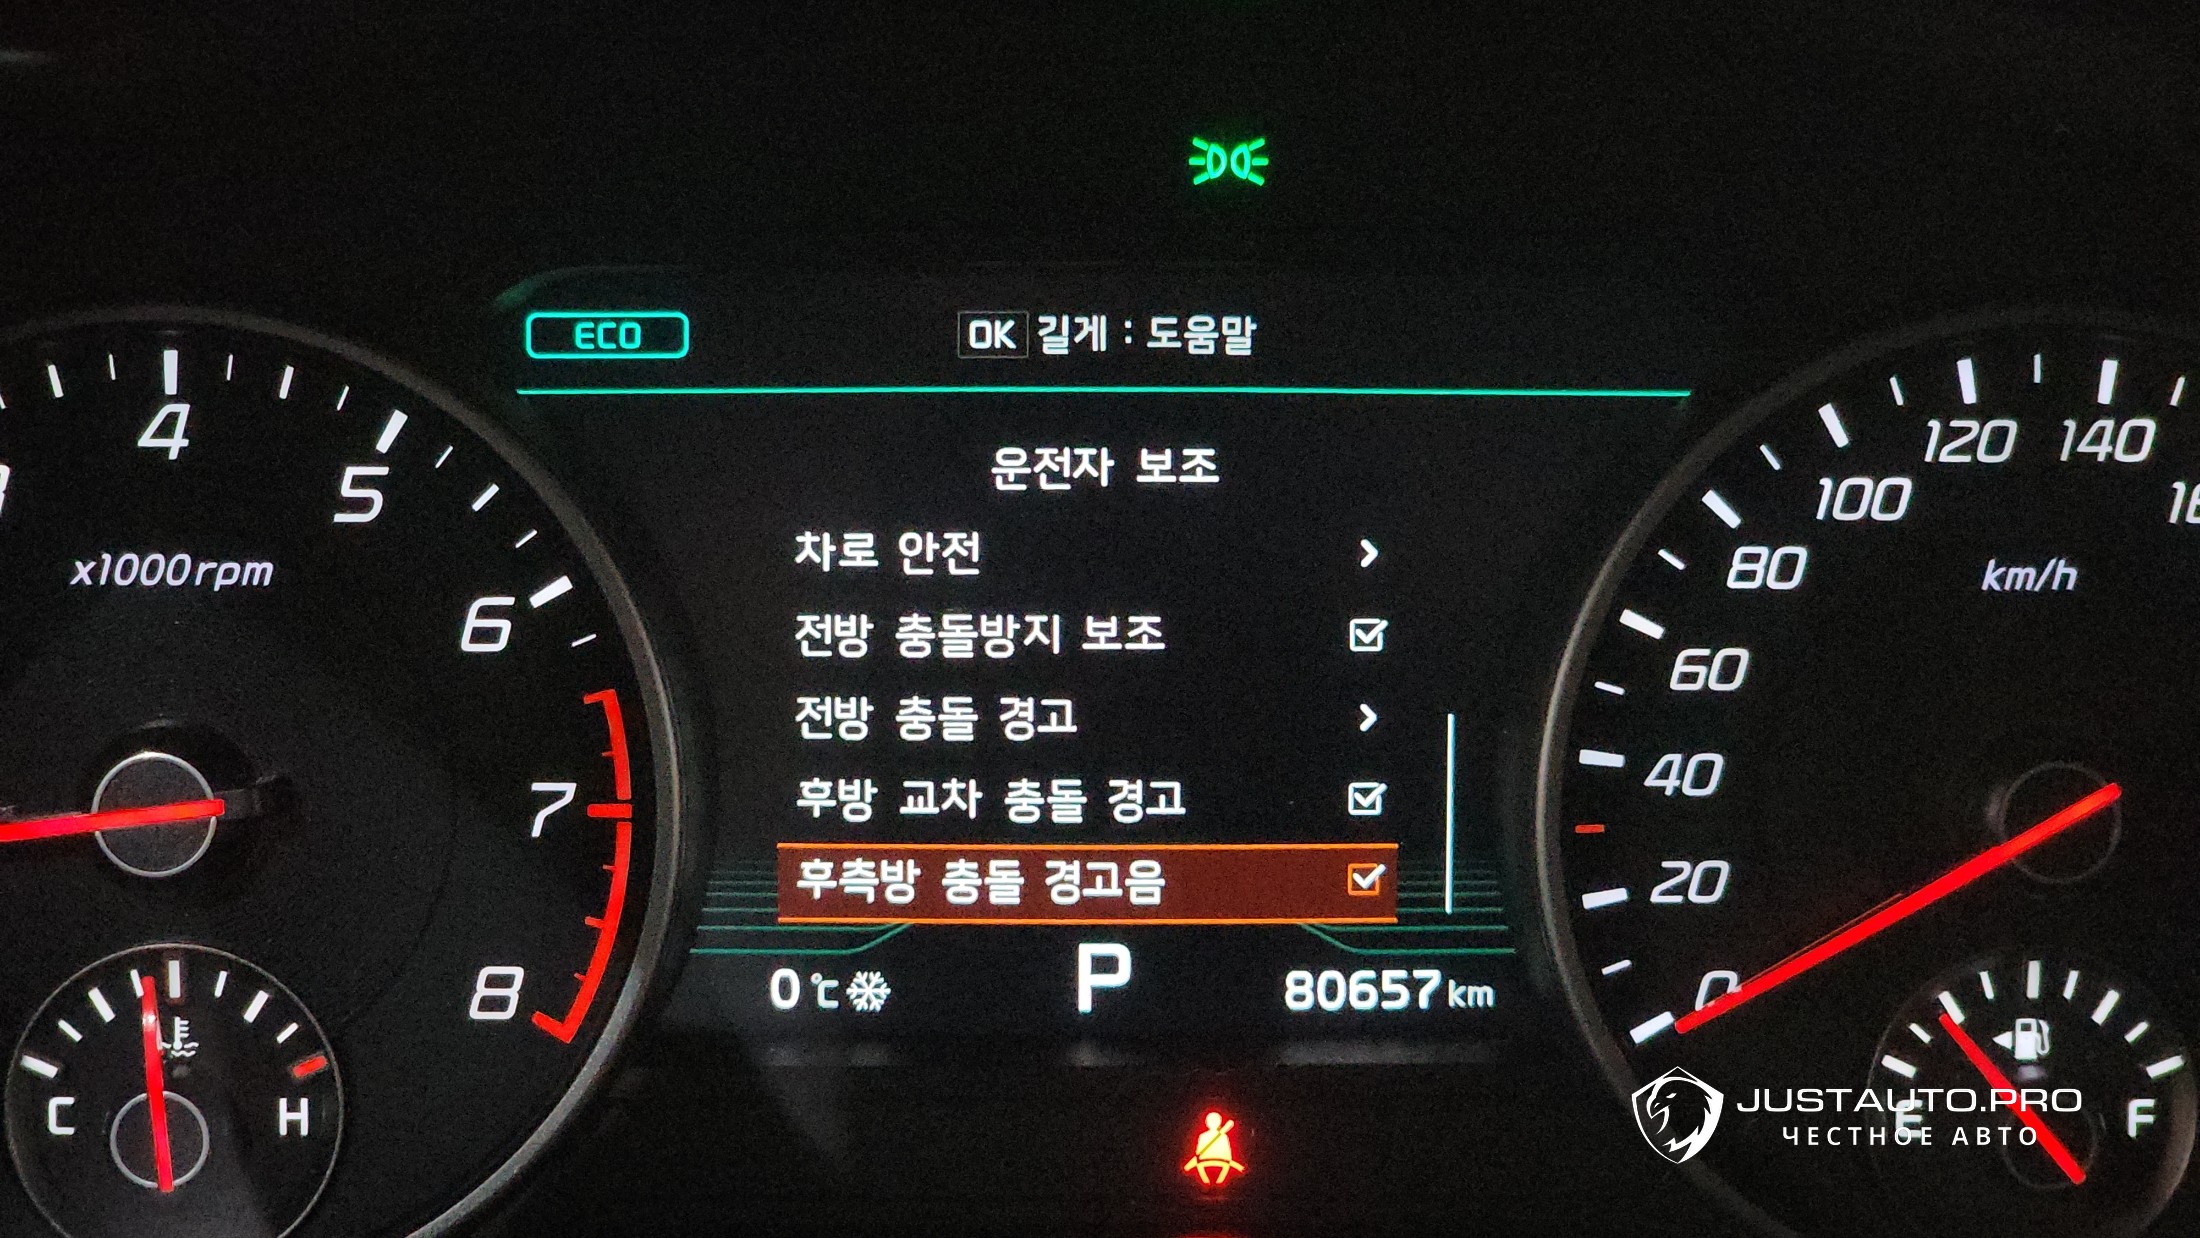 ECO
OK 길게 : 도움말
운전자 보조
차로 안전
전방 충돌방지 보조
전방 충돌 경고
후방 교차 충돌 경고
후측방 충돌 경고음
0 ℃
P
80657 km
4
5
6
7
8
x1000rpm
C
H
0
20
40
60
80
100
120
140
km/h
E
F
JUSTAUTO.PRO
ЧЕСТНОЕ АВТО